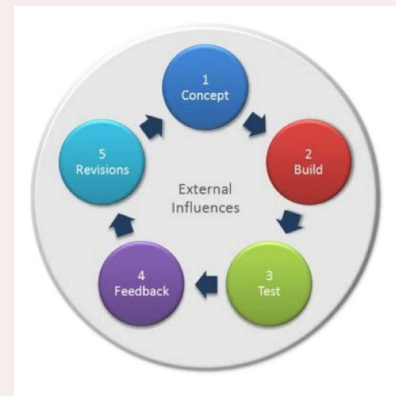 1
Concept
2
Build
3
Test
4
Feedback
5
Revisions
External
Influences